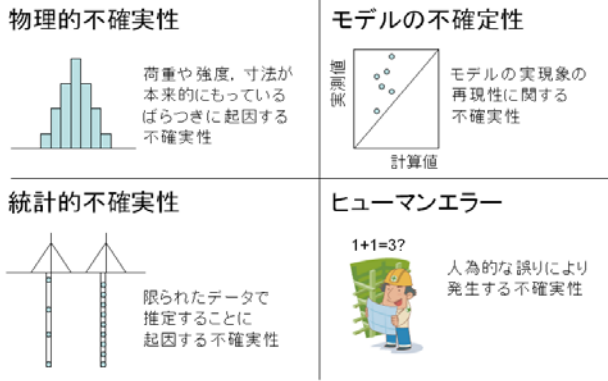 物理的不確実性
荷重や強度，寸法が
本来的にもっている
ばらつきに起因する
不確実性
モデルの不確定性
実測値
計算値
モデルの実現象の
再現性に関する
不確実性
統計的不確実性
限られたデータで
推定することに
起因する不確実性
ヒューマンエラー
1+1=3?
人為的な誤りにより
発生する不確実性